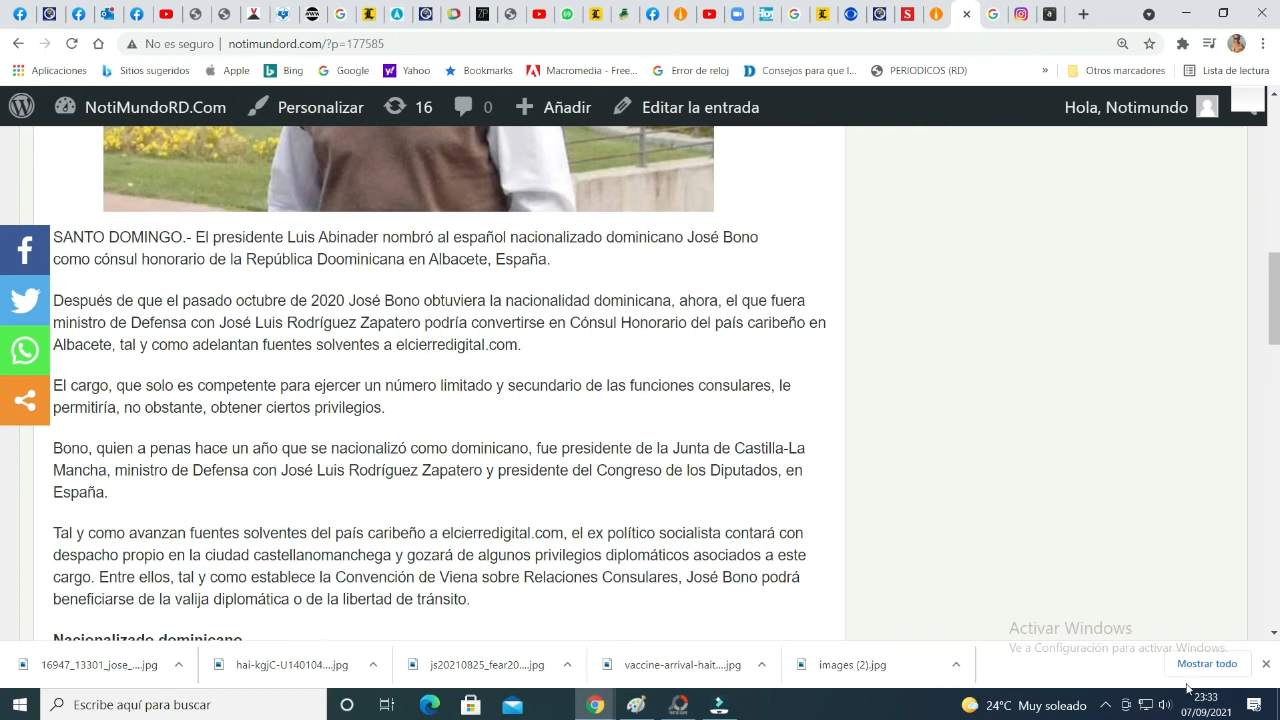 No es seguro | notimundord.com/?p=177585
Aplicaciones Sitios sugeridos Apple Bing Google Yahoo Bookmarks Macromedia - Free... Error de reloj Consejos para que l... PERIODICOS (RD) » Otros marcadores Lista de lectura
NotiMundoRD.Com Personalizar 16 0 Añadir Editar la entrada Hola, Notimundo
SANTO DOMINGO.- El presidente Luis Abinader nombró al español nacionalizado dominicano José Bono
como cónsul honorario de la República Doominicana en Albacete, España.
Después de que el pasado octubre de 2020 José Bono obtuviera la nacionalidad dominicana, ahora, el que fuera
ministro de Defensa con José Luis Rodríguez Zapatero podría convertirse en Cónsul Honorario del país caribeño en
Albacete, tal y como adelantan fuentes solventes a elcierredigital.com.
El cargo, que solo es competente para ejercer un número limitado y secundario de las funciones consulares, le
permitiría, no obstante, obtener ciertos privilegios.
Bono, quien a penas hace un año que se nacionalizó como dominicano, fue presidente de la Junta de Castilla-La
Mancha, ministro de Defensa con José Luis Rodríguez Zapatero y presidente del Congreso de los Diputados, en
España.
Tal y como avanzan fuentes solventes del país caribeño a elcierredigital.com, el ex político socialista contará con
despacho propio en la ciudad castellanomanchega y gozará de algunos privilegios diplomáticos asociados a este
cargo. Entre ellos, tal y como establece la Convención de Viena sobre Relaciones Consulares, José Bono podrá
beneficiarse de la valija diplomática o de la libertad de tránsito.
Nacionalizado dominicano
Activar Windows
Ve a Configuración para activar Windows.
16947_13301_jose_....jpg hai-kgjC-U140104....jpg js20210825_fear20....jpg vaccine-arrival-hait....jpg images (2).jpg Mostrar todo
Escribe aquí para buscar 24°C Muy soleado 23:33
07/09/2021